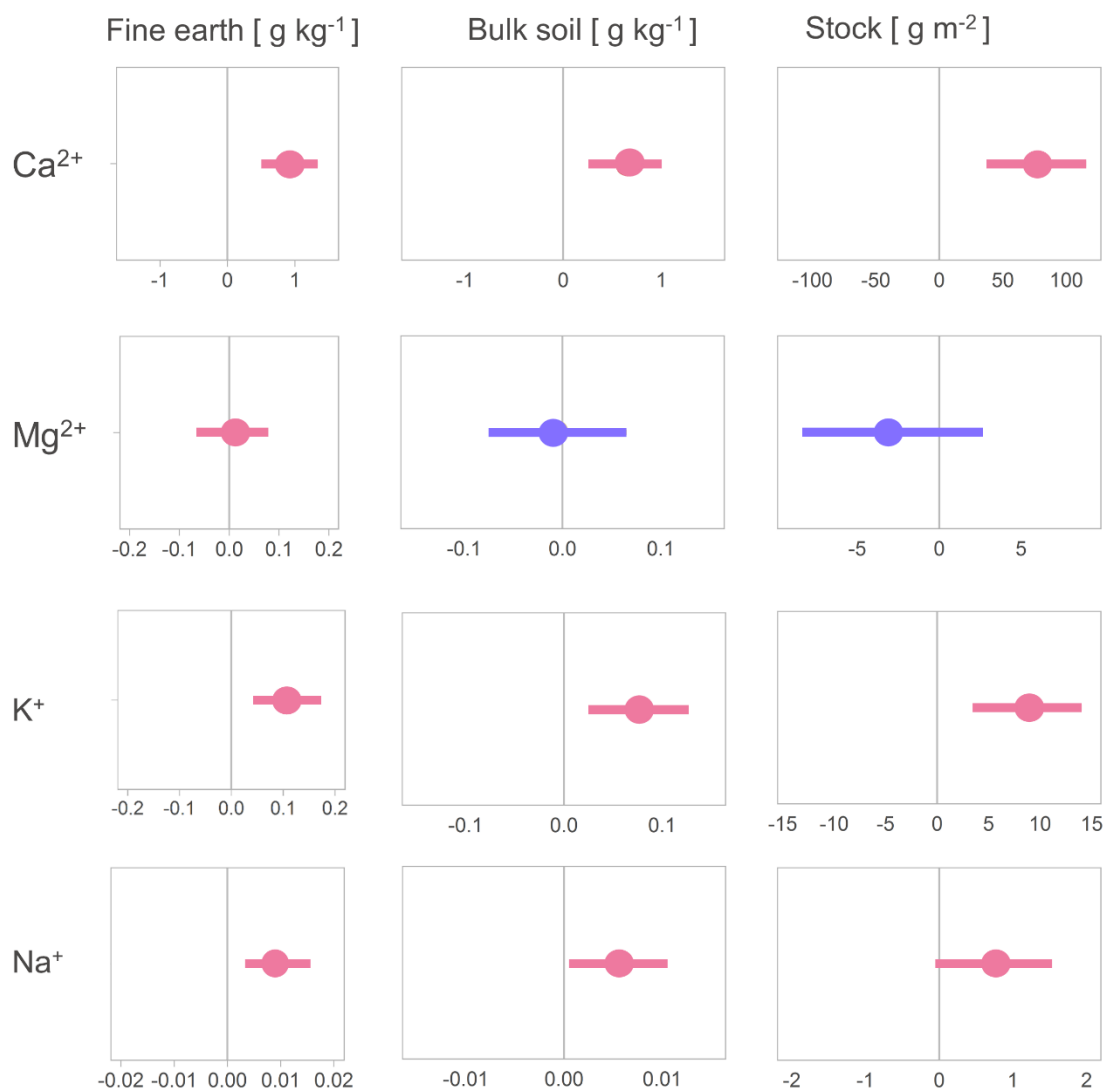 Fine earth [ g kg⁻¹ ] Bulk soil [ g kg⁻¹ ] Stock [ g m⁻² ]
Ca²⁺
-1 0 1 -1 0 1 -100 -50 0 50 100
Mg²⁺
-0.2 -0.1 0.0 0.1 0.2 -0.1 0.0 0.1 -5 0 5
K⁺
-0.2 -0.1 0.0 0.1 0.2 -0.1 0.0 0.1 -15 -10 -5 0 5 10 15
Na⁺
-0.02 -0.01 0.00 0.01 0.02 -0.01 0.00 0.01 -2 -1 0 1 2